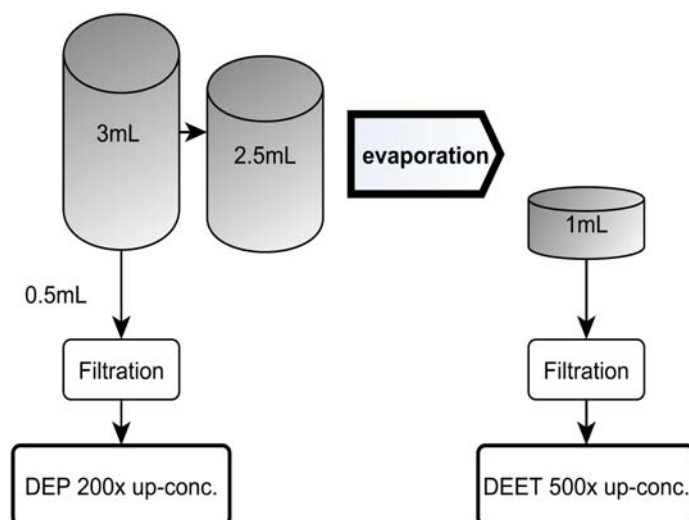 3mL
2.5mL
evaporation
1mL
0.5mL
Filtration
Filtration
DEP 200x up-conc.
DEET 500x up-conc.